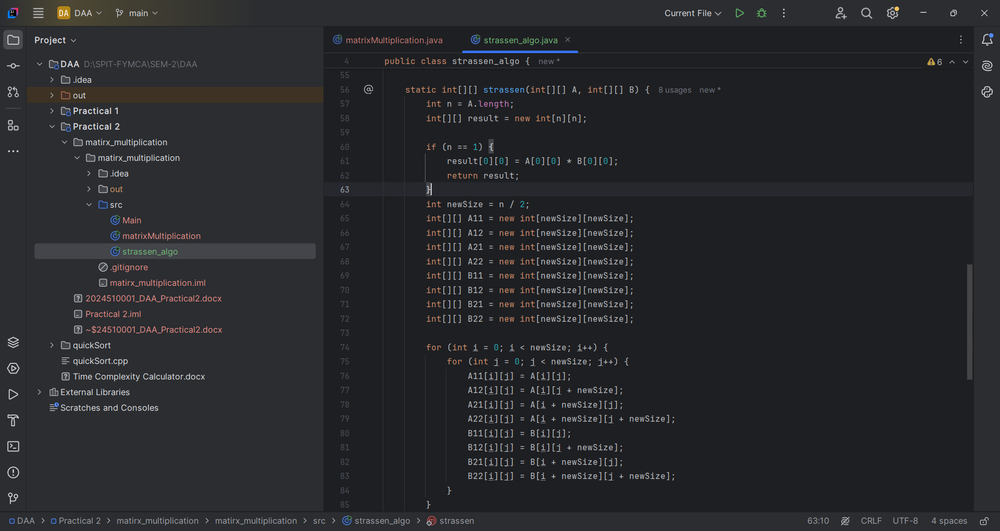 DA DAA main Current File
Project
matrixMultiplication.java strassen_algo.java
DAA D:\SPIT-FYMCA\SEM-2\DAA
.idea
out
Practical 1
Practical 2
matirx_multiplication
matirx_multiplication
.idea
out
src
Main
matrixMultiplication
strassen_algo
.gitignore
matirx_multiplication.iml
2024510001_DAA_Practical2.docx
Practical 2.iml
~$24510001_DAA_Practical2.docx
quickSort
quickSort.cpp
Time Complexity Calculator.docx
External Libraries
Scratches and Consoles
4 public class strassen_algo { new * 6
55
56 @ static int[][] strassen(int[][] A, int[][] B) { 8 usages new *
57 int n = A.length;
58 int[][] result = new int[n][n];
59
60 if (n == 1) {
61 result[0][0] = A[0][0] * B[0][0];
62 return result;
63 }
64 int newSize = n / 2;
65 int[][] A11 = new int[newSize][newSize];
66 int[][] A12 = new int[newSize][newSize];
67 int[][] A21 = new int[newSize][newSize];
68 int[][] A22 = new int[newSize][newSize];
69 int[][] B11 = new int[newSize][newSize];
70 int[][] B12 = new int[newSize][newSize];
71 int[][] B21 = new int[newSize][newSize];
72 int[][] B22 = new int[newSize][newSize];
73
74 for (int i = 0; i < newSize; i++) {
75 for (int j = 0; j < newSize; j++) {
76 A11[i][j] = A[i][j];
77 A12[i][j] = A[i][j + newSize];
78 A21[i][j] = A[i + newSize][j];
79 A22[i][j] = A[i + newSize][j + newSize];
80 B11[i][j] = B[i][j];
81 B12[i][j] = B[i][j + newSize];
82 B21[i][j] = B[i + newSize][j];
83 B22[i][j] = B[i + newSize][j + newSize];
84 }
85 }
DAA > Practical 2 > matirx_multiplication > matirx_multiplication > src > strassen_algo > strassen 63:10 CRLF UTF-8 4 spaces